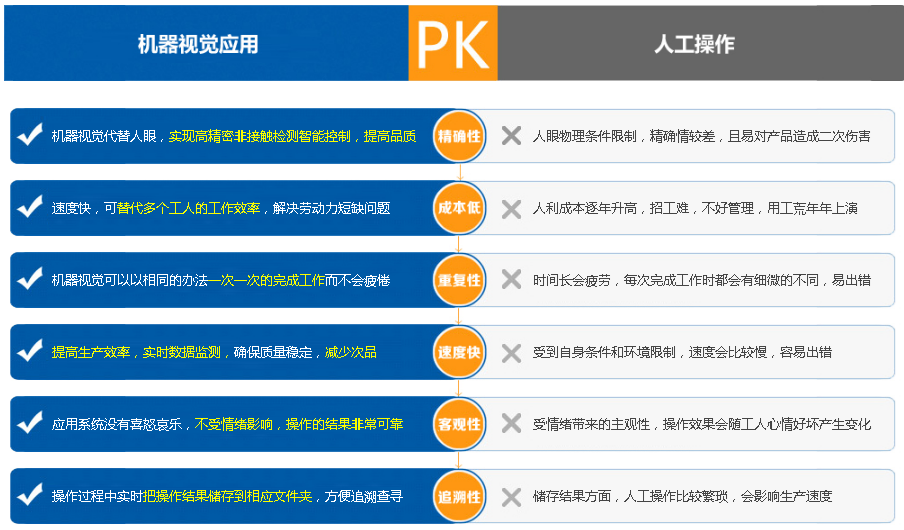 机器视觉应用 PK 人工操作
机器视觉代替人眼，实现高精密非接触检测智能控制，提高品质 精确性 人眼物理条件限制，精确情较差，且易对产品造成二次伤害
速度快，可替代多个工人的工作效率，解决劳动力短缺问题 成本低 人利成本逐年升高，招工难，不好管理，用工荒年年上演
机器视觉可以以相同的办法一次一次的完成工作而不会疲倦 重复性 时间长会疲劳，每次完成工作时都会有细微的不同，易出错
提高生产效率，实时数据监测，确保质量稳定，减少次品 速度快 受到自身条件和环境限制，速度会比较慢，容易出错
应用系统没有喜怒哀乐，不受情绪影响，操作的结果非常可靠 客观性 受情绪带来的主观性，操作效果会随工人心情好坏产生变化
操作过程中实时把操作结果储存到相应文件夹，方便追溯查寻 追溯性 储存结果方面，人工操作比较繁琐，会影响生产速度